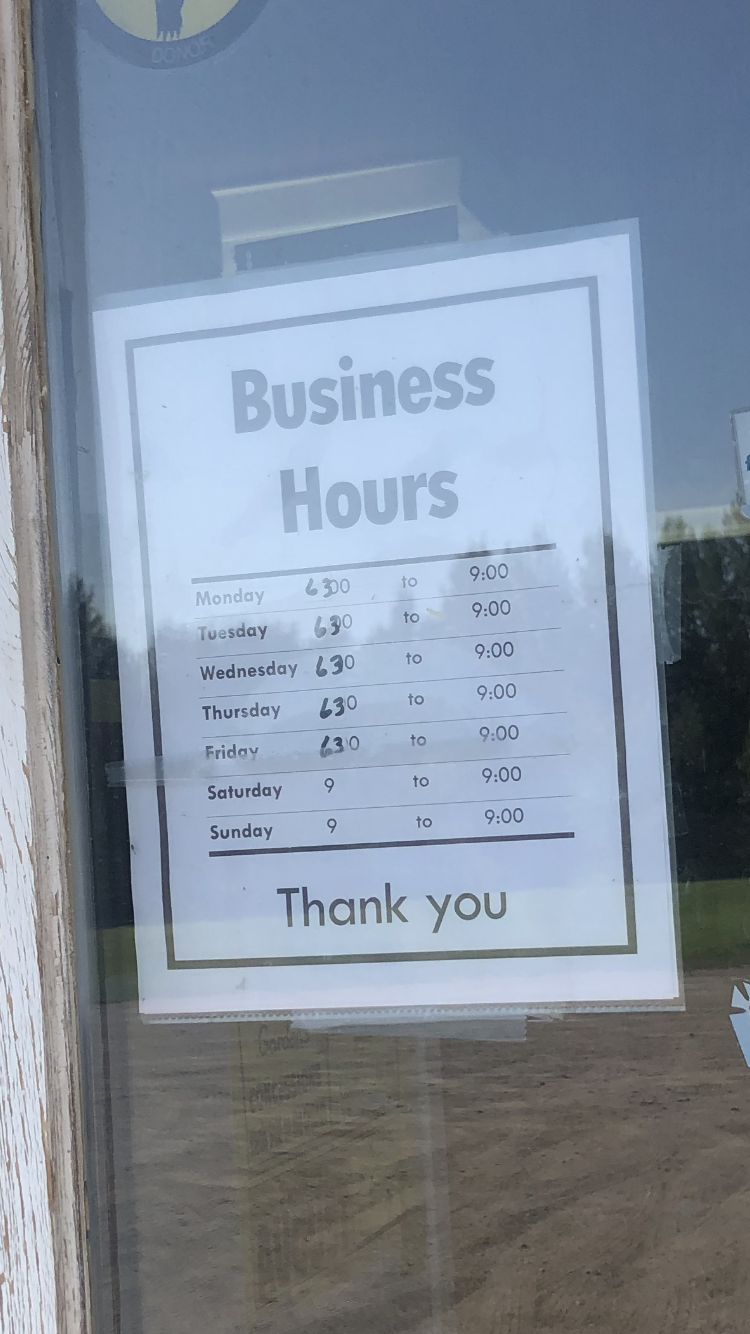 DONOR
Business
Hours
Monday 6300 to 9:00
Tuesday 630 to 9:00
Wednesday 630 to 9:00
Thursday 630 to 9:00
Friday 630 to 9:00
Saturday 9 to 9:00
Sunday 9 to 9:00
Thank you